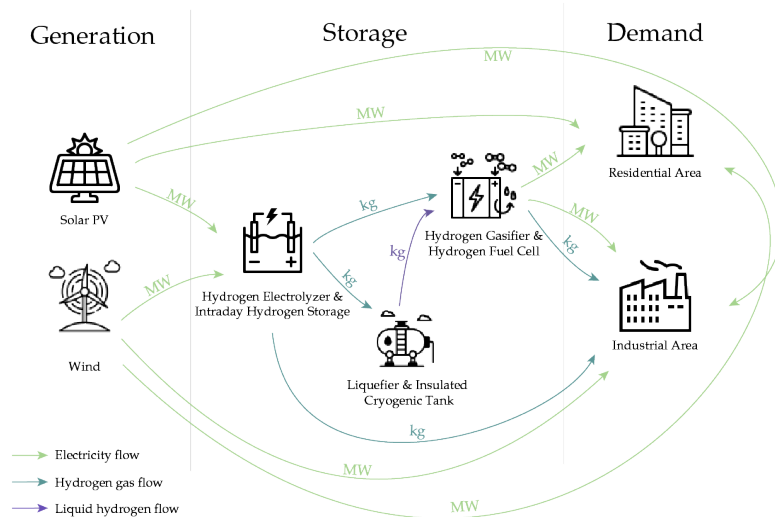 Generation
Storage
Demand
MW
MW
Residential Area
Solar PV
MW
kg
MW
MW
Hydrogen Gasifier &
Hydrogen Fuel Cell
kg
kg
kg
MW
- +
- +
Hydrogen Electrolyzer &
Intraday Hydrogen Storage
Wind
Industrial Area
Liquefier & Insulated
Cryogenic Tank
kg
MW
MW
Electricity flow
Hydrogen gas flow
Liquid hydrogen flow